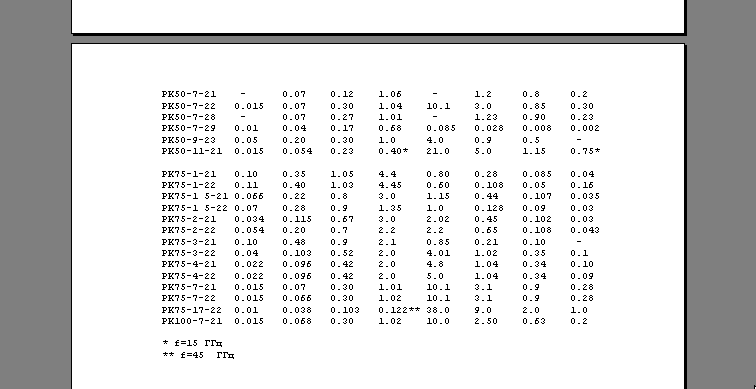 РК50-7-21 - 0.07 0.12 1.06 - 1.2 0.8 0.2
РК50-7-22 0.015 0.07 0.30 1.04 10.1 3.0 0.85 0.30
РК50-7-28 - 0.07 0.27 1.01 - 1.23 0.90 0.23
РК50-7-29 0.01 0.04 0.17 0.68 0.085 0.028 0.008 0.002
РК50-9-23 0.05 0.20 0.30 1.0 4.0 0.9 0.5 -
РК50-11-21 0.015 0.054 0.23 0.40* 21.0 5.0 1.15 0.75*
РК75-1-21 0.10 0.35 1.05 4.4 0.80 0.28 0.085 0.04
РК75-1-22 0.11 0.40 1.03 4.45 0.60 0.108 0.05 0.16
РК75-1 5-21 0.066 0.22 0.8 3.0 1.15 0.44 0.107 0.035
РК75-1 5-22 0.07 0.28 0.9 1.35 1.0 0.128 0.09 0.03
РК75-2-21 0.034 0.115 0.67 3.0 2.02 0.45 0.102 0.03
РК75-2-22 0.054 0.20 0.7 2.2 2.2 0.65 0.108 0.043
РК75-3-21 0.10 0.48 0.9 2.1 0.85 0.21 0.10 -
РК75-3-22 0.04 0.103 0.52 2.0 4.01 1.02 0.35 0.1
РК75-4-21 0.022 0.096 0.42 2.0 4.8 1.04 0.34 0.10
РК75-4-22 0.022 0.096 0.42 2.0 5.0 1.04 0.34 0.09
РК75-7-21 0.015 0.07 0.30 1.01 10.1 3.1 0.9 0.28
РК75-7-22 0.015 0.066 0.30 1.02 10.1 3.1 0.9 0.28
РК75-17-22 0.01 0.038 0.103 0.122** 38.0 9.0 2.0 1.0
РК100-7-21 0.015 0.068 0.30 1.02 10.0 2.50 0.63 0.2
* f=15 ГГц
** f=45 ГГц